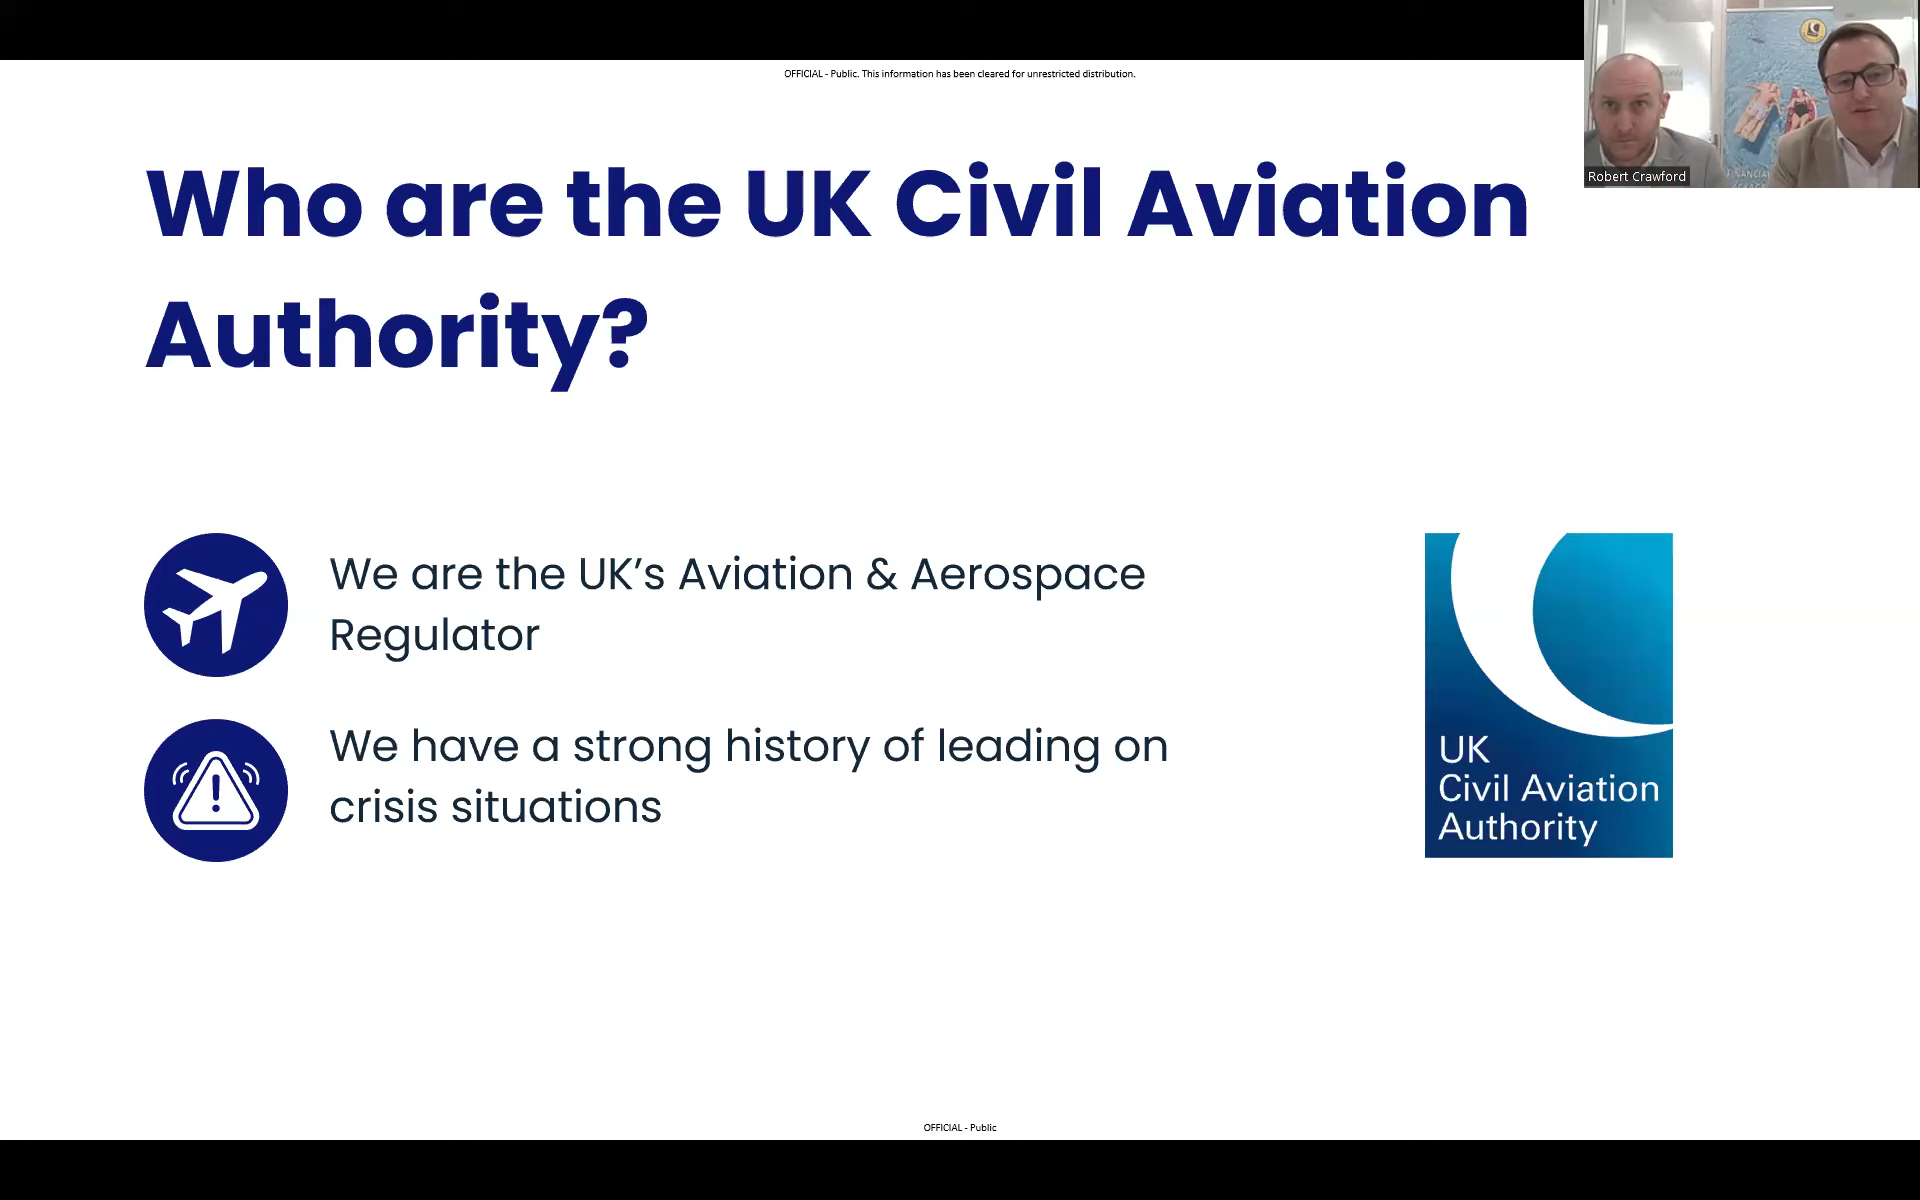 OFFICIAL - Public. This information has been cleared for unrestricted distribution.
Robert Crawford
Who are the UK Civil Aviation
Authority?
We are the UK’s Aviation & Aerospace
Regulator
We have a strong history of leading on
crisis situations
UK
Civil Aviation
Authority
OFFICIAL - Public